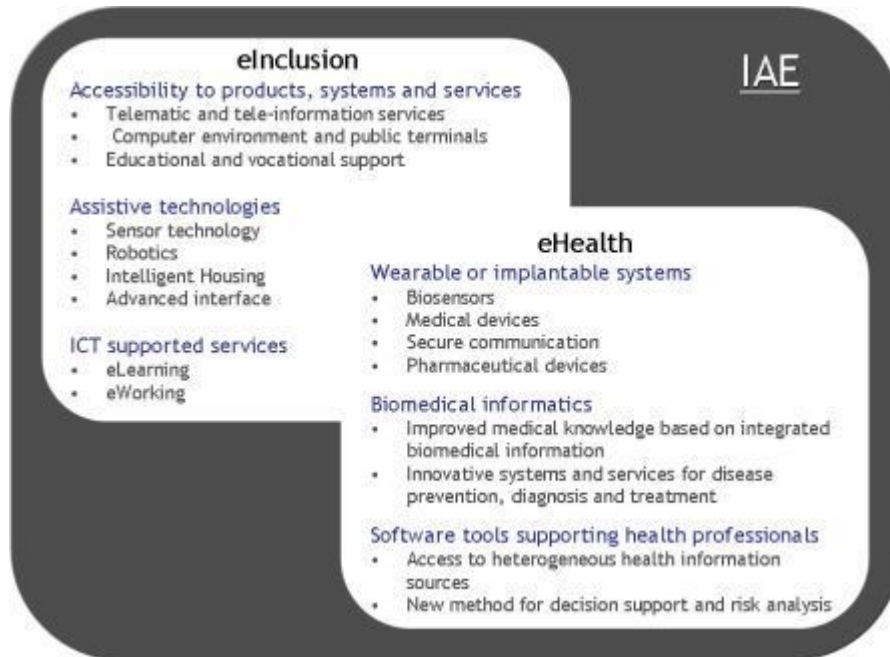 eInclusion
Accessibility to products, systems and services
• Telematic and tele-information services
• Computer environment and public terminals
• Educational and vocational support
Assistive technologies
• Sensor technology
• Robotics
• Intelligent Housing
• Advanced interface
ICT supported services
• eLearning
• eWorking
IAE
eHealth
Wearable or implantable systems
• Biosensors
• Medical devices
• Secure communication
• Pharmaceutical devices
Biomedical informatics
• Improved medical knowledge based on integrated
biomedical information
• Innovative systems and services for disease
prevention, diagnosis and treatment
Software tools supporting health professionals
• Access to heterogeneous health information
sources
• New method for decision support and risk analysis